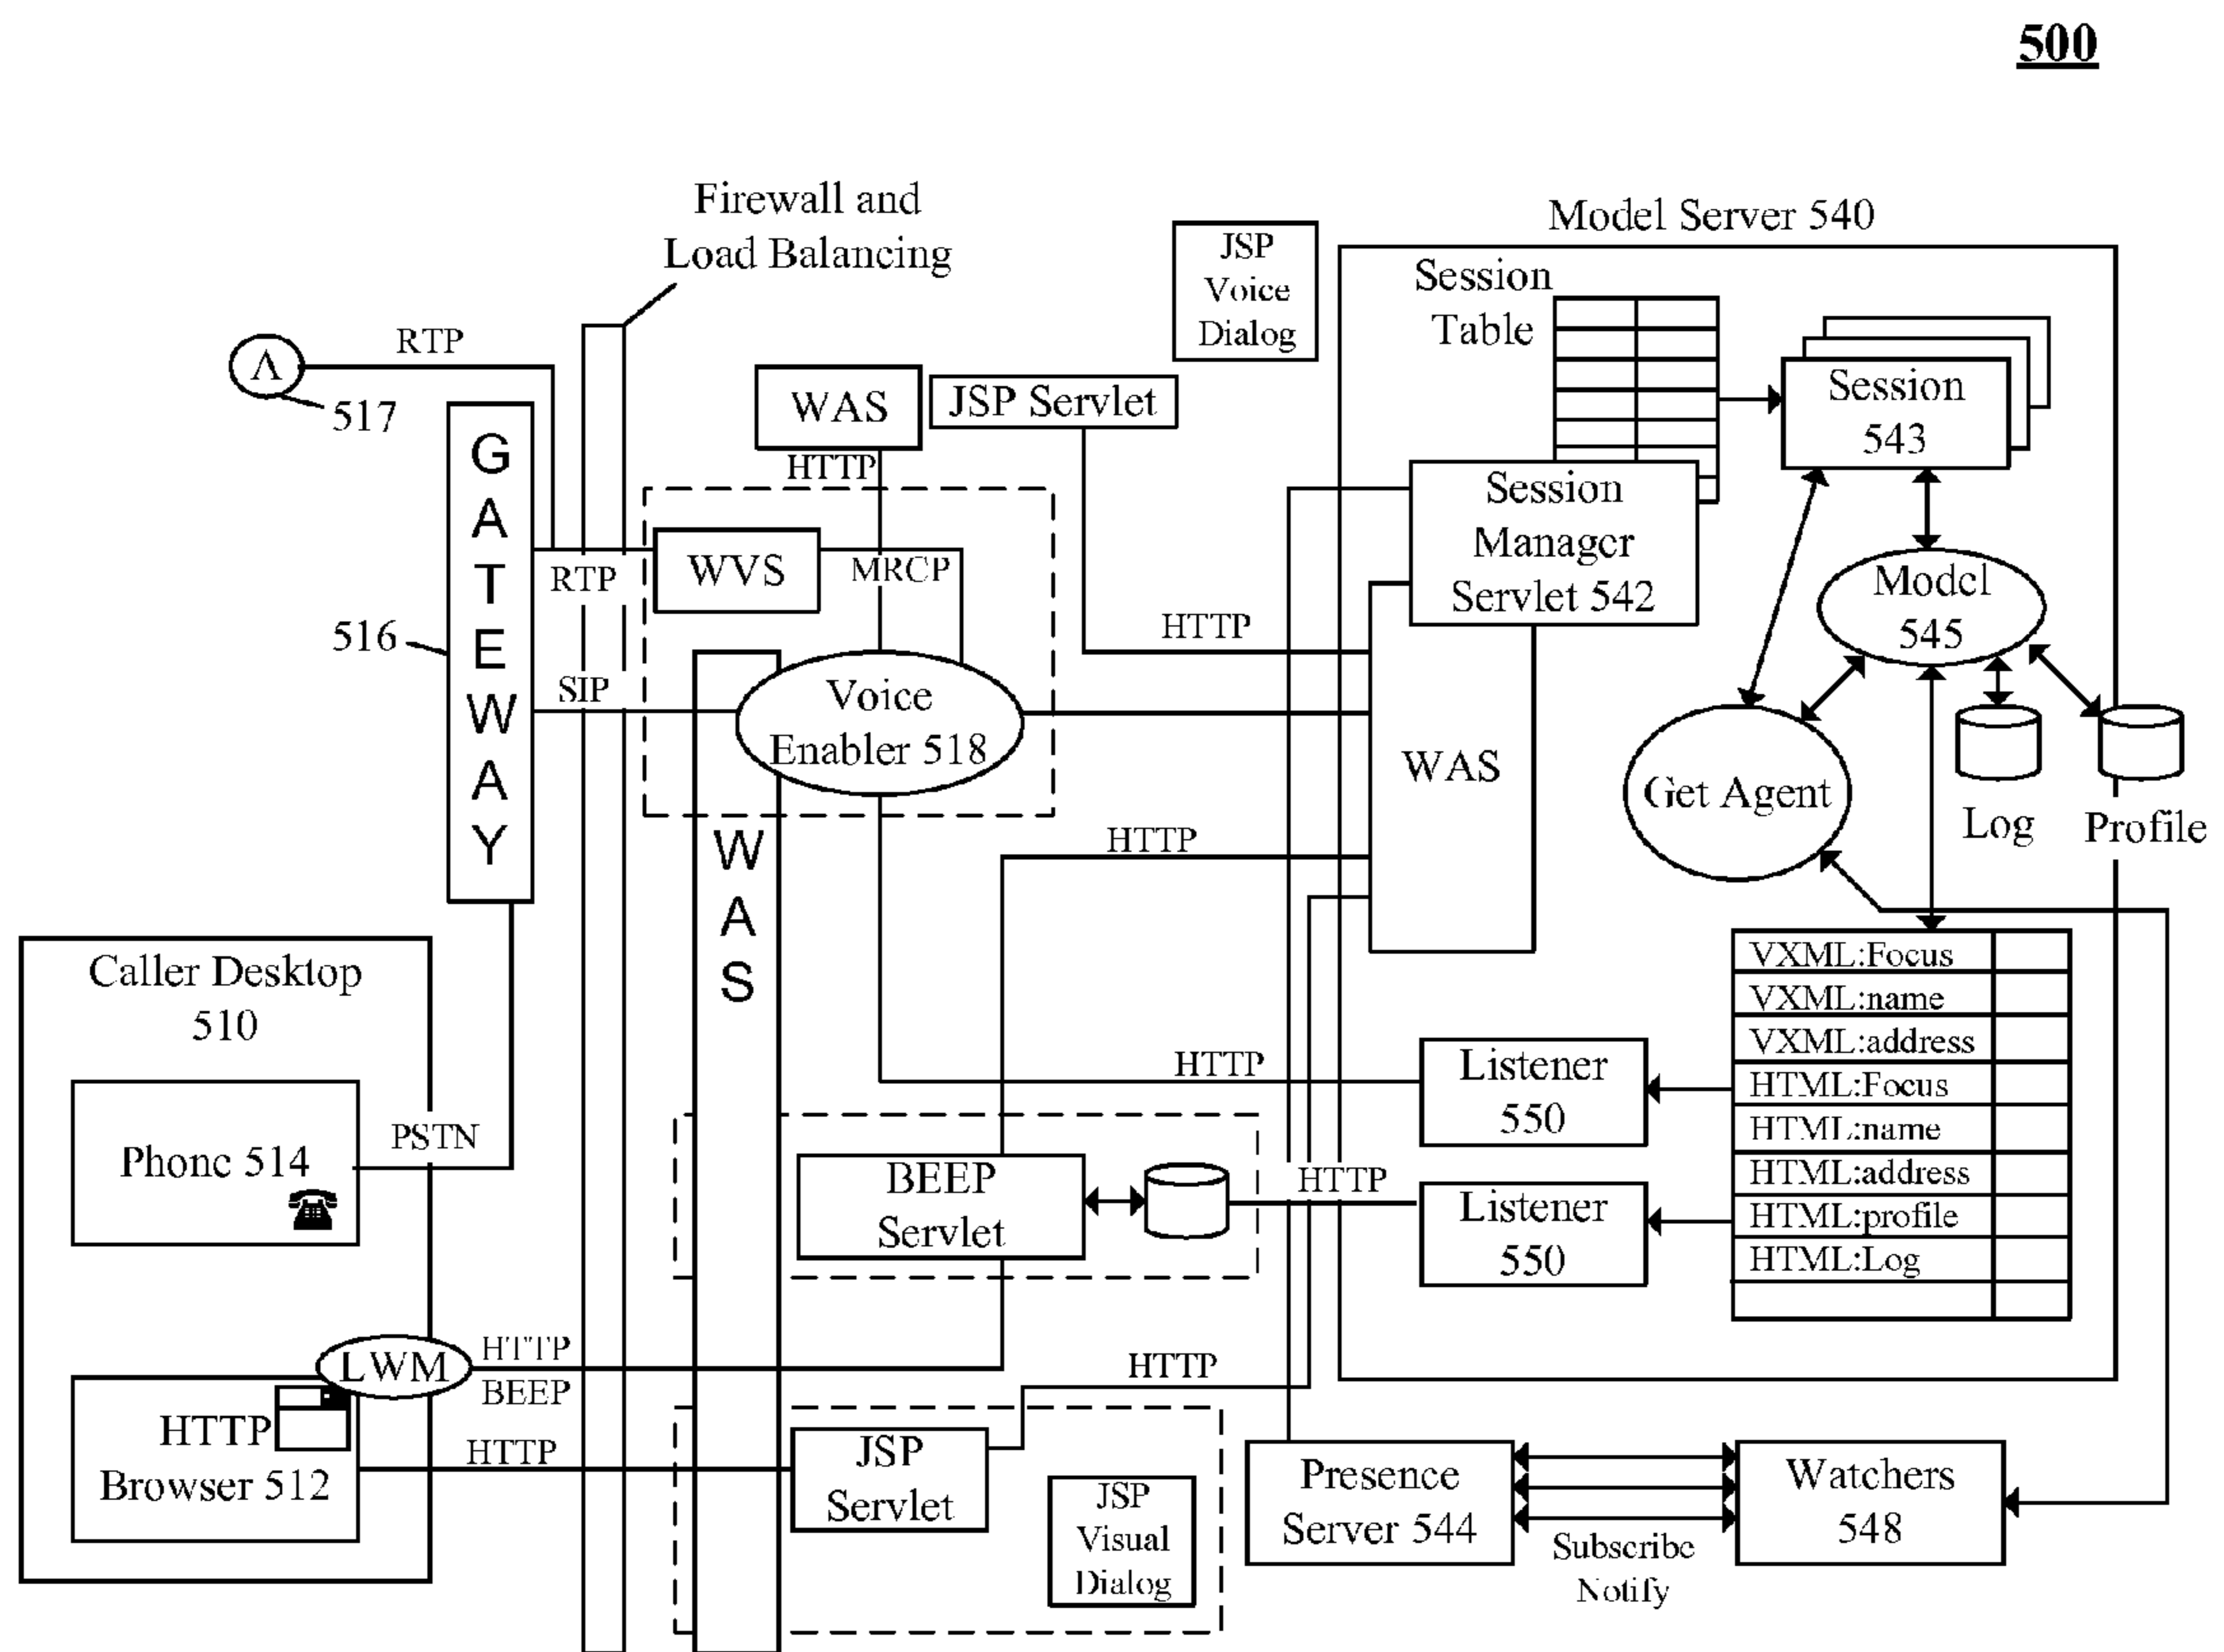 500
Firewall and
Load Balancing
Model Server 540
JSP
Voice
Dialog
Session
Table
Session
543
RTP
Λ
517
WAS
JSP Servlet
HTTP
GATEWAY
516
RTP
WVS
MRCP
SIP
Voice
Enabler 518
HTTP
Session
Manager
Servlet 542
Model
545
WAS
Get Agent
Log
Profile
WAS
HTTP
Caller Desktop
510
Phone 514
PSTN
HTTP
Listener
550
VXML:Focus
VXML:name
VXML:address
HTML:Focus
HTML:name
HTML:address
HTML:profile
HTML:Log
BEEP
Servlet
HTTP
Listener
550
LWM
HTTP
BEEP
HTTP
HTTP
Browser 512
HTTP
JSP
Servlet
JSP
Visual
Dialog
Presence
Server 544
Subscribe
Notify
Watchers
548